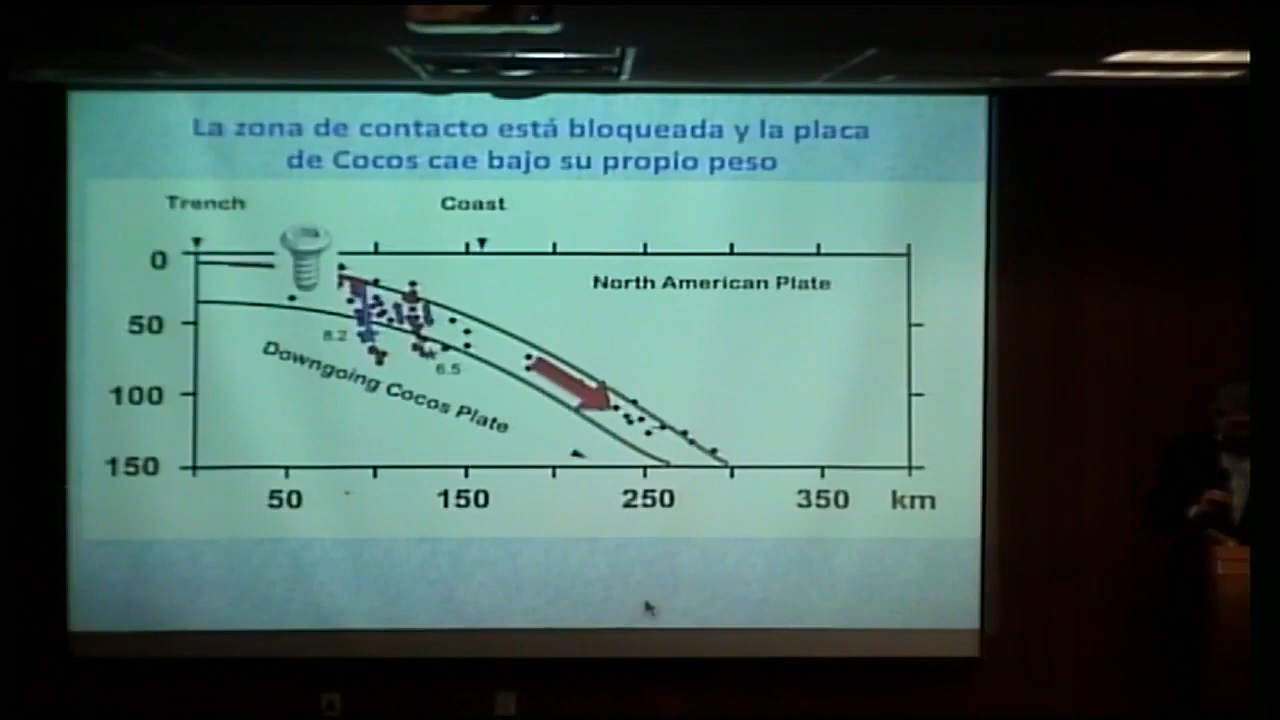 La zona de contacto está bloqueada y la placa
de Cocos cae bajo su propio peso
Trench
Coast
0
North American Plate
50
8.2
6.5
Downgoing Cocos Plate
100
150
50
150
250
350
km